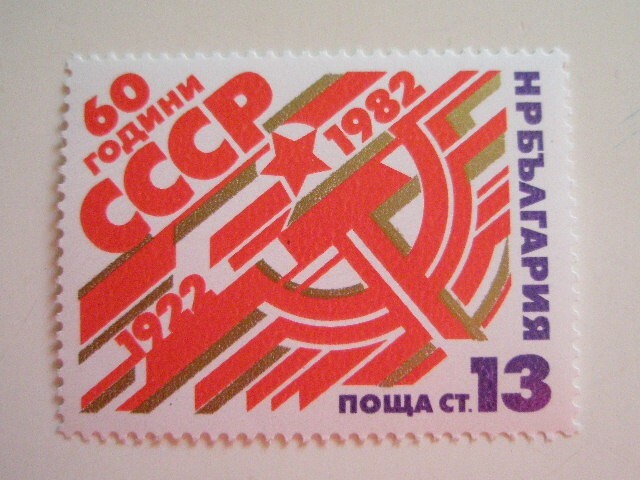 60
ГОДИНИ
СССР
1922
1982
НРБЪЛГАРИЯ
ПОЩА СТ. 13